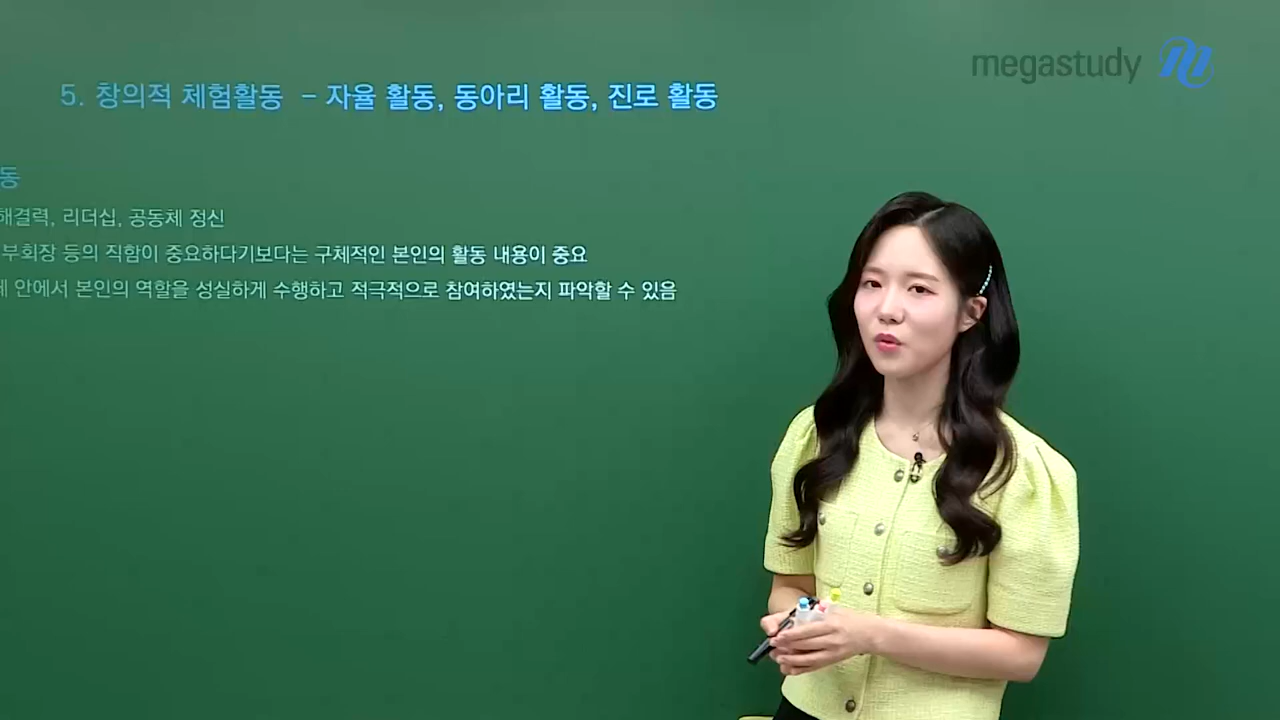 megastudy
5. 창의적 체험활동 - 자율 활동, 동아리 활동, 진로 활동
동
해결력, 리더십, 공동체 정신
부회장 등의 직함이 중요하다기보다는 구체적인 본인의 활동 내용이 중요
안에서 본인의 역할을 성실하게 수행하고 적극적으로 참여하였는지 파악할 수 있음